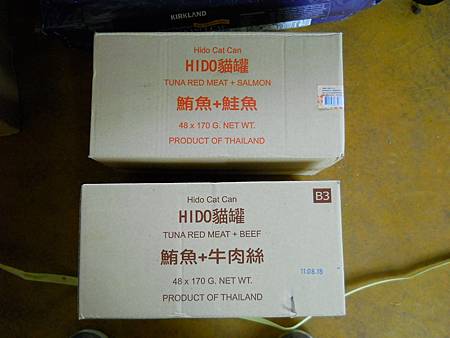 KIRKLAND
Hido Cat Can
HIDO貓罐
TUNA RED MEAT + SALMON
鮪魚+鮭魚
48 x 170 G. NET WT.
PRODUCT OF THAILAND
Hido Cat Can
B3
HIDO貓罐
TUNA RED MEAT + BEEF
鮪魚+牛肉絲
11.08.18
48 x 170 G. NET WT.
PRODUCT OF THAILAND